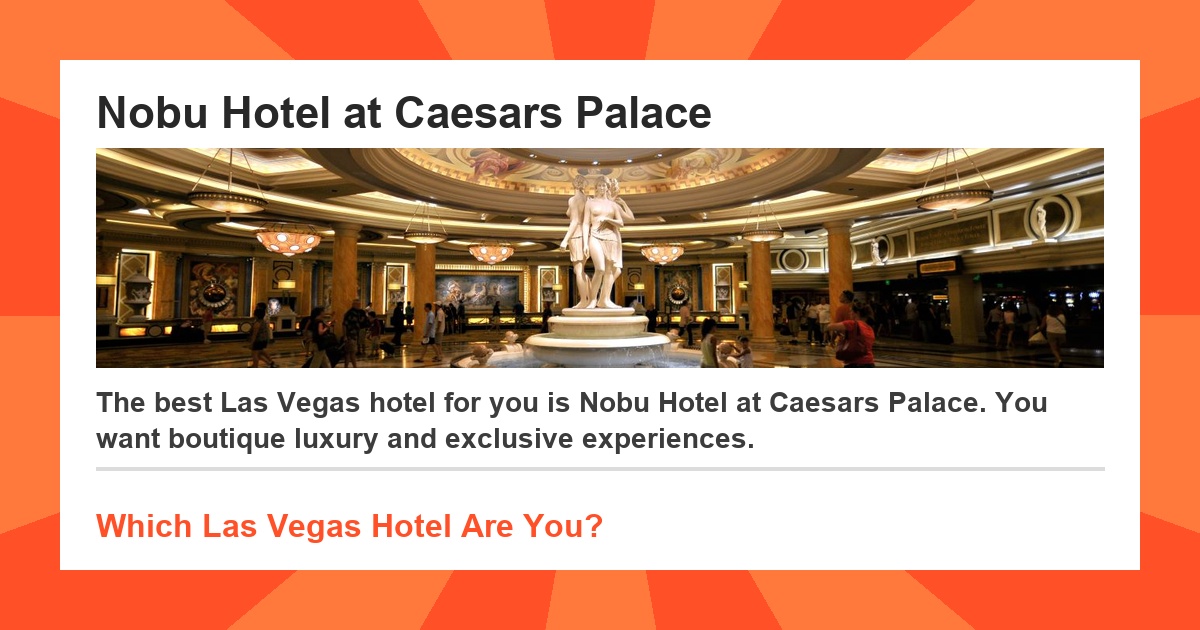 Nobu Hotel at Caesars Palace
The best Las Vegas hotel for you is Nobu Hotel at Caesars Palace. You
want boutique luxury and exclusive experiences.
Which Las Vegas Hotel Are You?